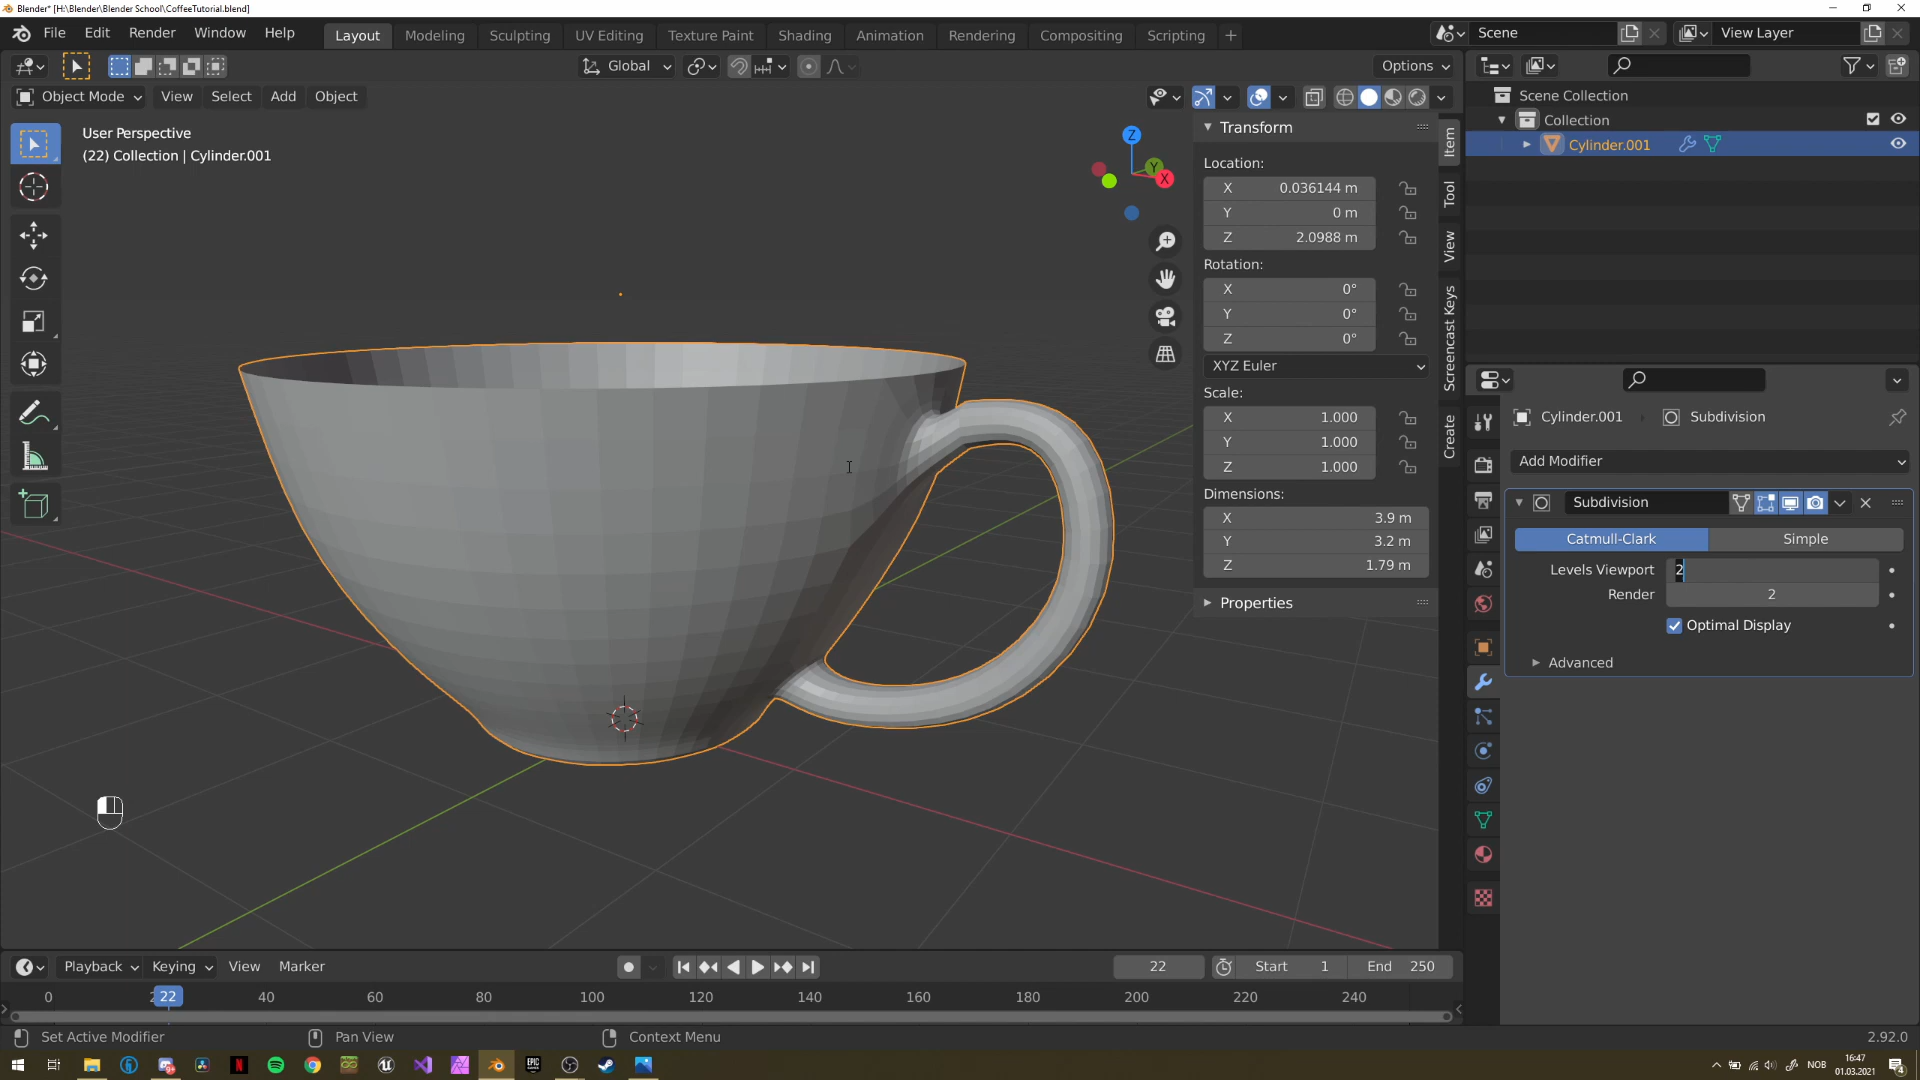 Blender* [H:\Blender\Blender School\CoffeeTutorial.blend]
File Edit Render Window Help Layout Modeling Sculpting UV Editing Texture Paint Shading Animation Rendering Compositing Scripting + Scene View Layer
Global Options
Object Mode View Select Add Object
User Perspective
(22) Collection | Cylinder.001
Z
Y
X
Transform
Location:
X 0.036144 m
Y 0 m
Z 2.0988 m
Rotation:
X 0°
Y 0°
Z 0°
XYZ Euler
Scale:
X 1.000
Y 1.000
Z 1.000
Dimensions:
X 3.9 m
Y 3.2 m
Z 1.79 m
Properties
Item
Tool
View
Screencast Keys
Create
Scene Collection
Collection
Cylinder.001
Cylinder.001 Subdivision
Add Modifier
Subdivision
Catmull-Clark Simple
Levels Viewport 2
Render 2
Optimal Display
Advanced
Playback Keying View Marker 22 Start 1 End 250
0 22 40 60 80 100 120 140 160 180 200 220 240
Set Active Modifier Pan View Context Menu 2.92.0
NOB
16:47
01.03.2021